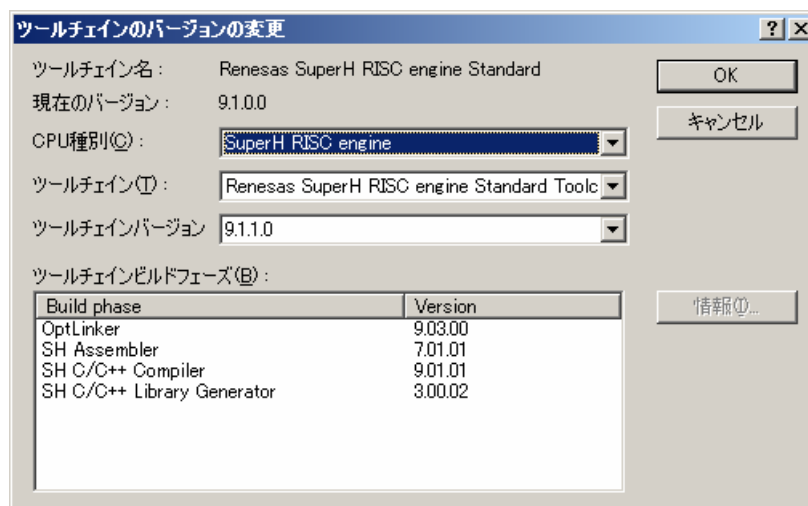 ツールチェインのバージョンの変更
ツールチェイン名： Renesas SuperH RISC engine Standard
OK
現在のバージョン： 9.1.0.0
キャンセル
CPU種別(C)： SuperH RISC engine
ツールチェイン(T)： Renesas SuperH RISC engine Standard Toolc
ツールチェインバージョン 9.1.1.0
ツールチェインビルドフェーズ(B)：
情報(I)...
Build phase Version
OptLinker 9.03.00
SH Assembler 7.01.01
SH C/C++ Compiler 9.01.01
SH C/C++ Library Generator 3.00.02